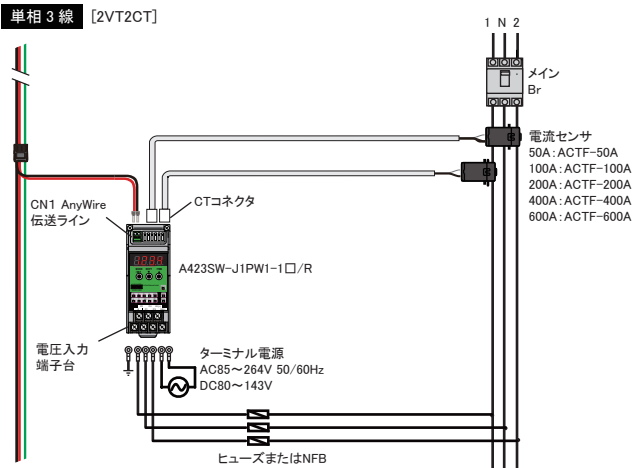 単相3線 [2VT2CT]
1 N 2
メイン
Br
電流センサ
50A:ACTF-50A
100A:ACTF-100A
200A:ACTF-200A
400A:ACTF-400A
600A:ACTF-600A
CN1 AnyWire
伝送ライン
CTコネクタ
A423SW-J1PW1-1□/R
電圧入力
端子台
ターミナル電源
AC85～264V 50/60Hz
DC80～143V
ヒューズまたはNFB